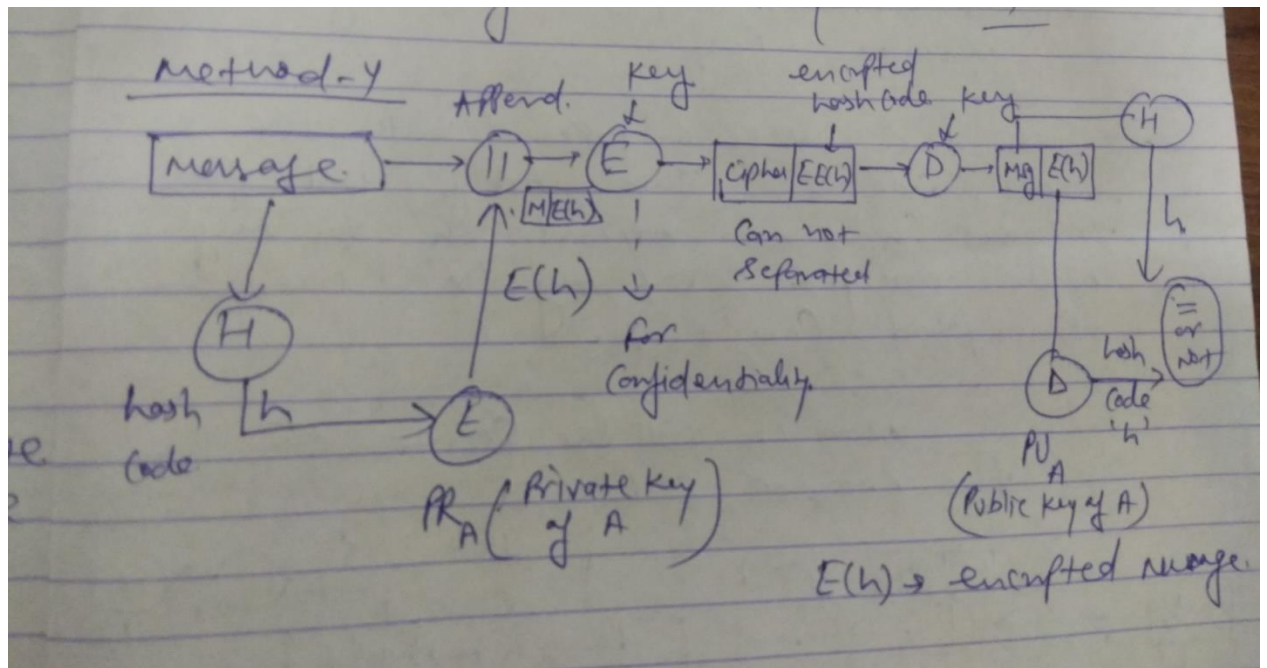 Method-4
Append.
key
encrypted
hash code
key
H
Message.
||
E
Cipher
EE(h)
D
Msg
E(h)
M
E(h)
h
Can not
Separated
E(h)
For
Confidentiality.
H
=
or
not
hash
code
h
E
D
hash
Code
'h'
PR A (Private Key
of A)
PU A
(Public key of A)
E(h) →
encrypted